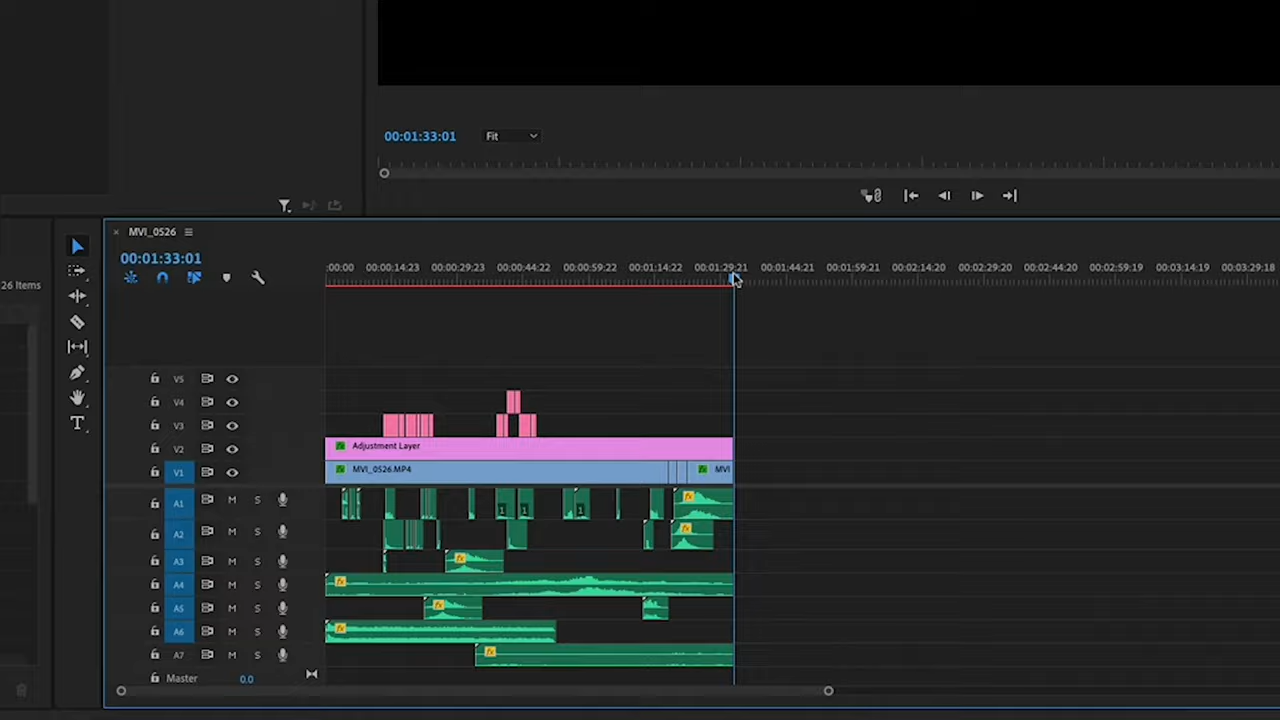 00:01:33:01 Fit
MVI_0526
00:01:33:01
:00:00 00:00:14:23 00:00:29:23 00:00:44:22 00:00:59:22 00:01:14:22 00:01:29:21 00:01:44:21 00:01:59:21 00:02:14:20 00:02:29:20 00:02:44:20 00:02:59:19 00:03:14:19 00:03:29:18
26 Items
V5
V4
V3
V2 Adjustment Layer
V1 MVI_0526.MP4 MVI
A1 M S 1 1 1
A2 M S
A3 M S
A4 M S
A5 M S
A6 M S
A7 M S
Master 0.0